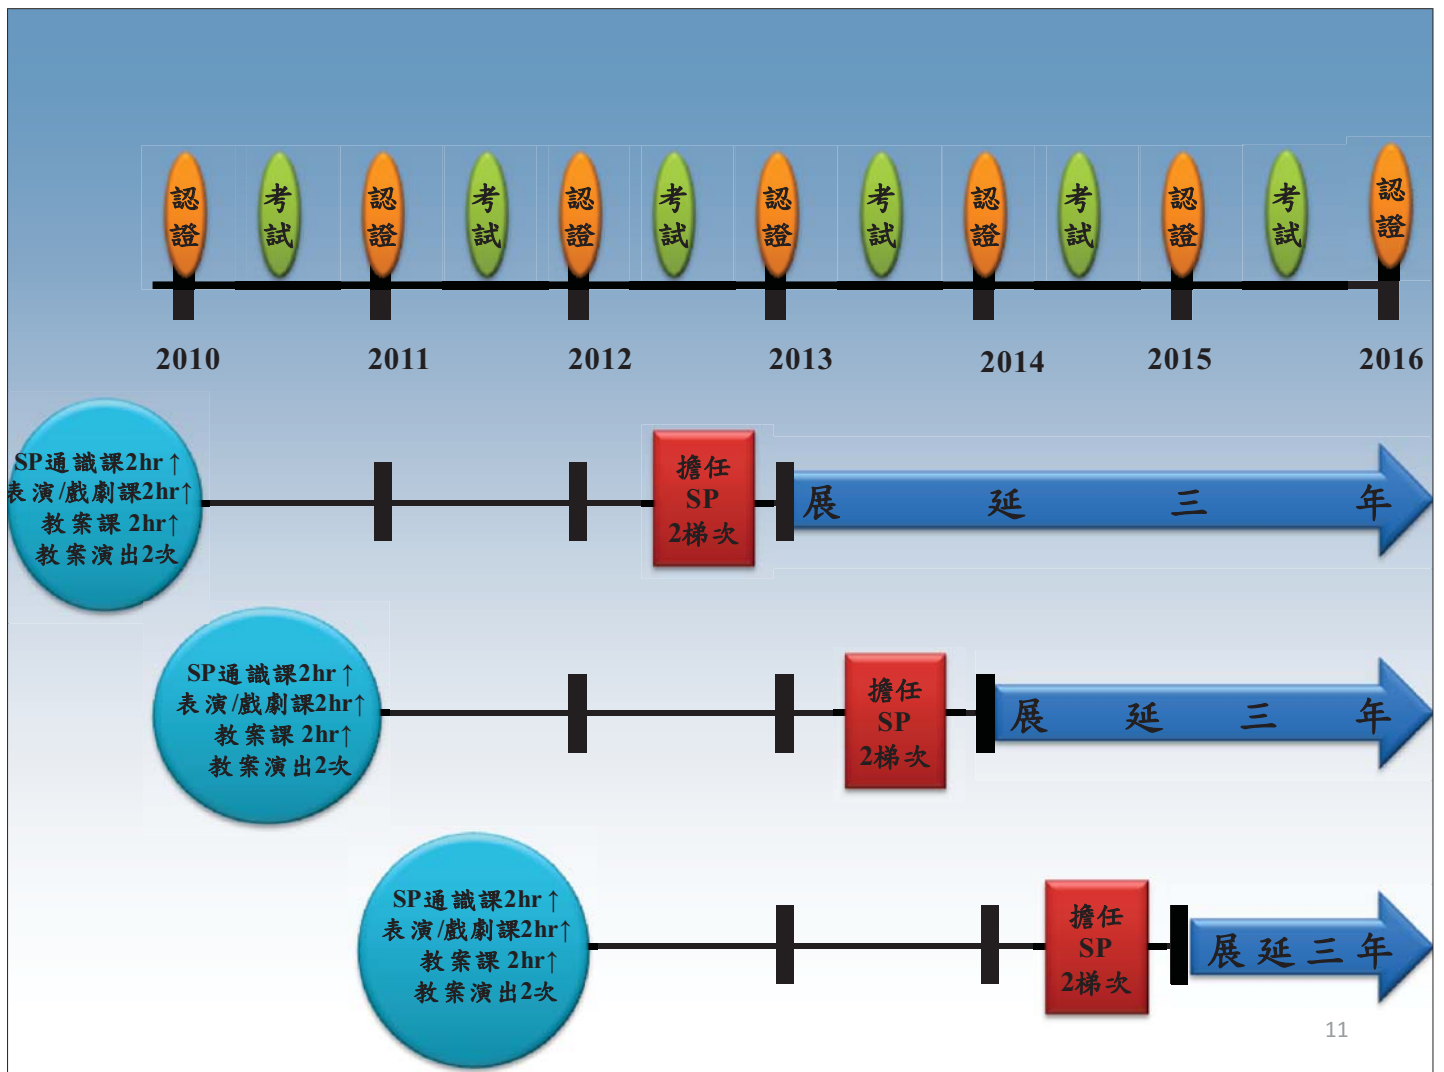 認
證
考
試
認
證
考
試
認
證
考
試
認
證
考
試
認
證
考
試
認
證
考
試
認
證
2010
2011
2012
2013
2014
2015
2016
SP通識課2hr↑
表演/戲劇課2hr↑
教案課 2hr↑
教案演出2次
擔任
SP
2梯次
展 延 三 年
SP通識課2hr↑
表演/戲劇課2hr↑
教案課 2hr↑
教案演出2次
擔任
SP
2梯次
展 延 三 年
SP通識課2hr↑
表演/戲劇課2hr↑
教案課 2hr↑
教案演出2次
擔任
SP
2梯次
展延三年
11